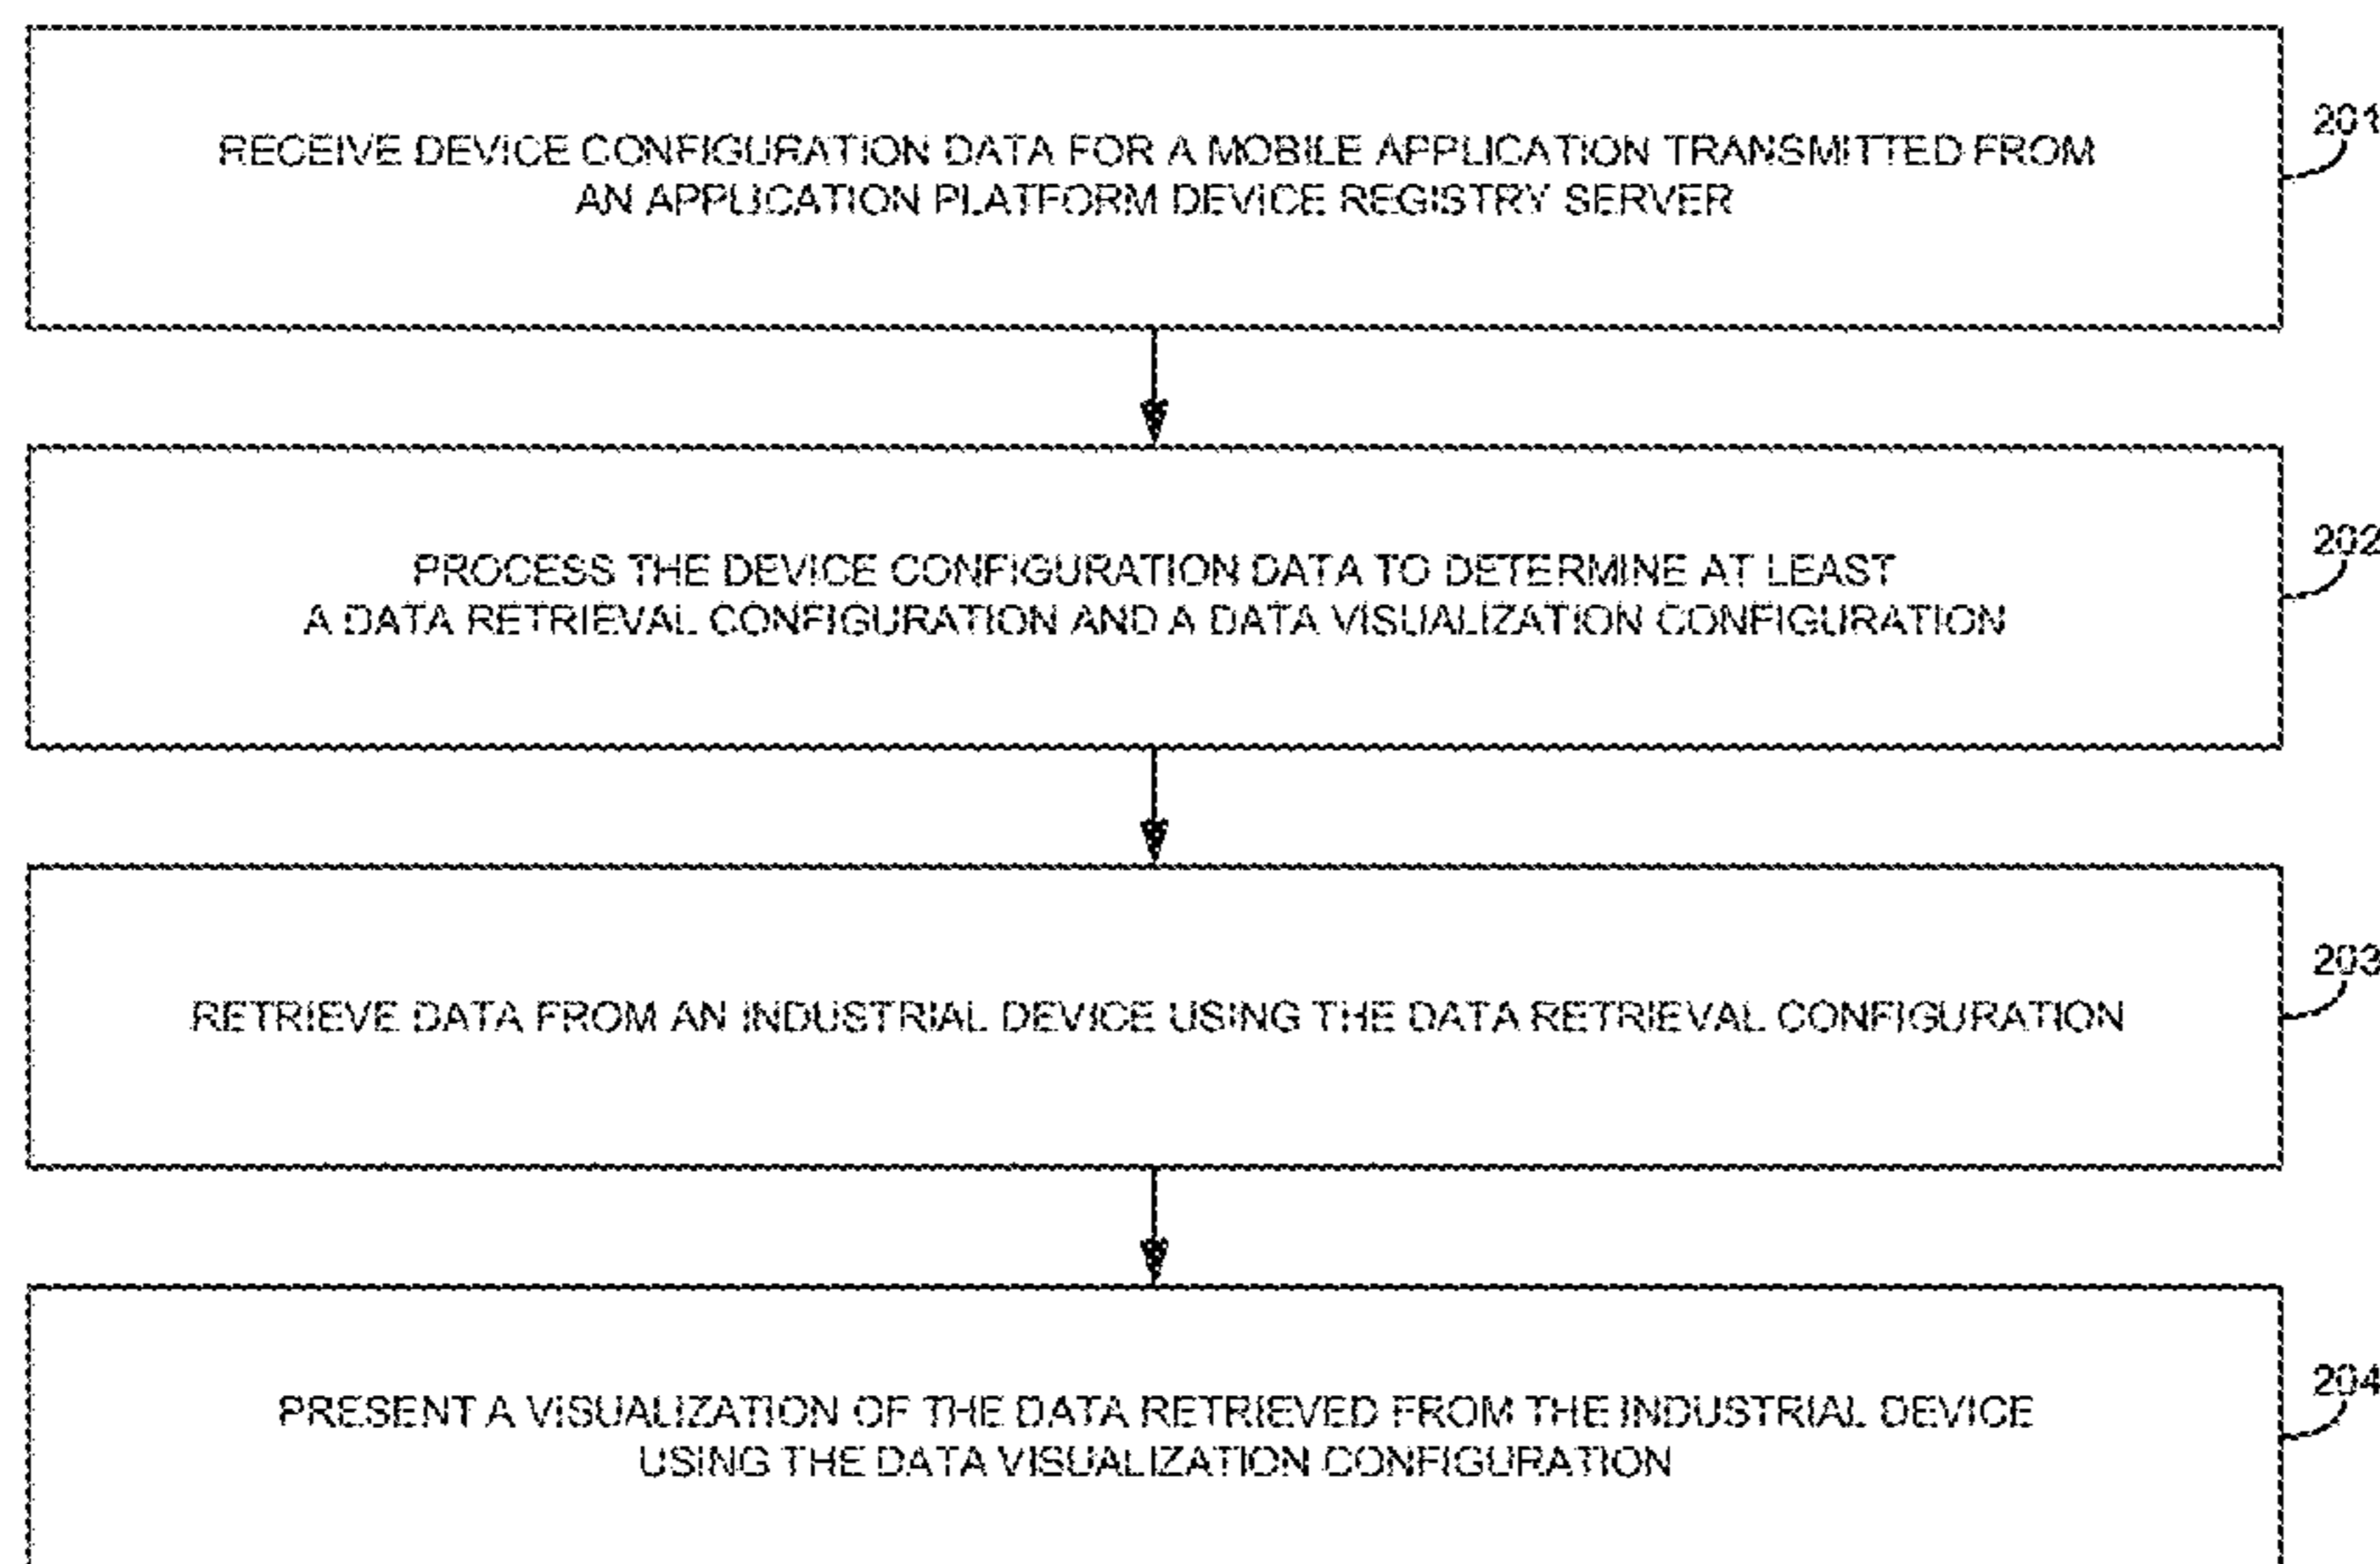 RECEIVE DEVICE CONFIGURATION DATA FOR A MOBILE APPLICATION TRANSMITTED FROM
AN APPLICATION PLATFORM DEVICE REGISTRY SERVER
201
PROCESS THE DEVICE CONFIGURATION DATA TO DETERMINE AT LEAST
A DATA RETRIEVAL CONFIGURATION AND A DATA VISUALIZATION CONFIGURATION
202
RETRIEVE DATA FROM AN INDUSTRIAL DEVICE USING THE DATA RETRIEVAL CONFIGURATION
203
PRESENT A VISUALIZATION OF THE DATA RETRIEVED FROM THE INDUSTRIAL DEVICE
USING THE DATA VISUALIZATION CONFIGURATION
204